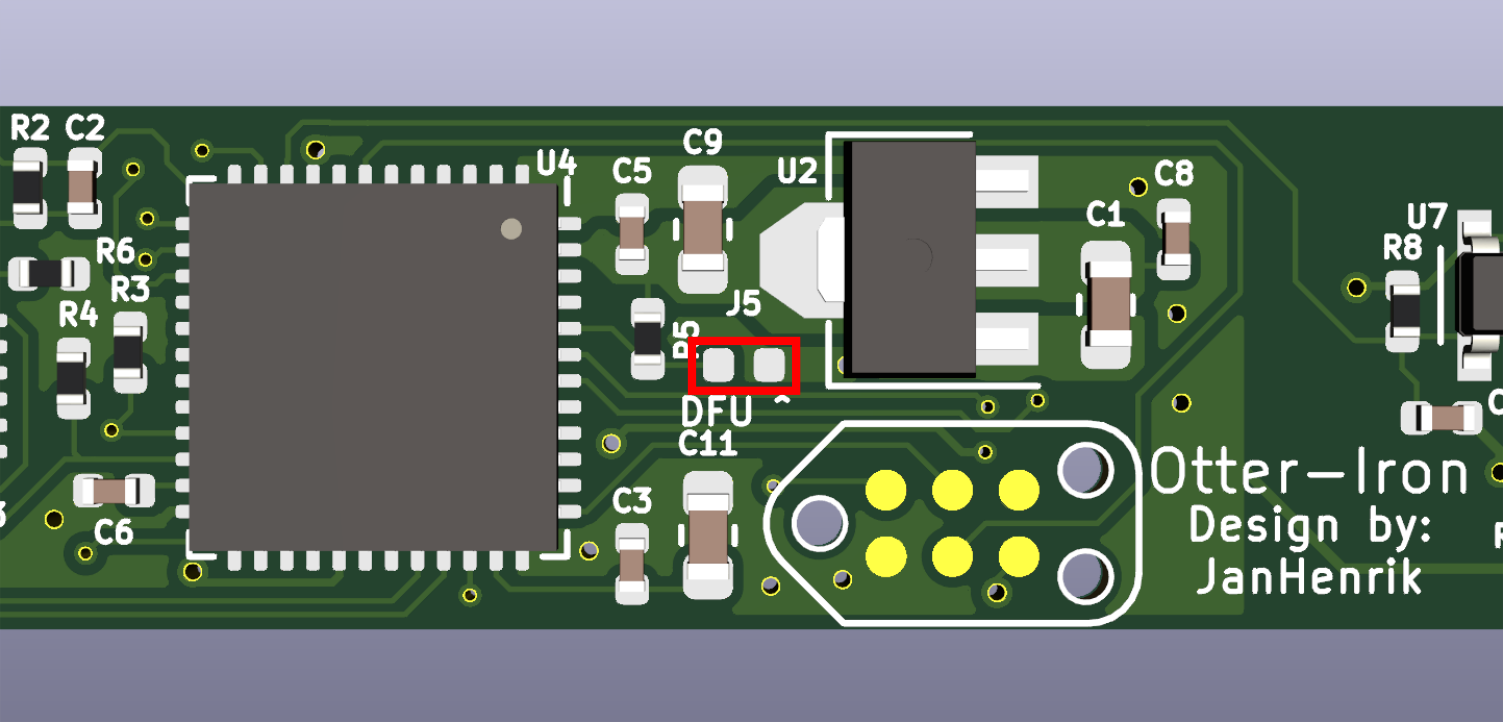 R2 C2
U4
C5
C9
U2
C8
C1
U7
R8
R6
R3
R4
J5
R5
DFU ^
C11
C3
C6
Otter-Iron
Design by:
JanHenrik